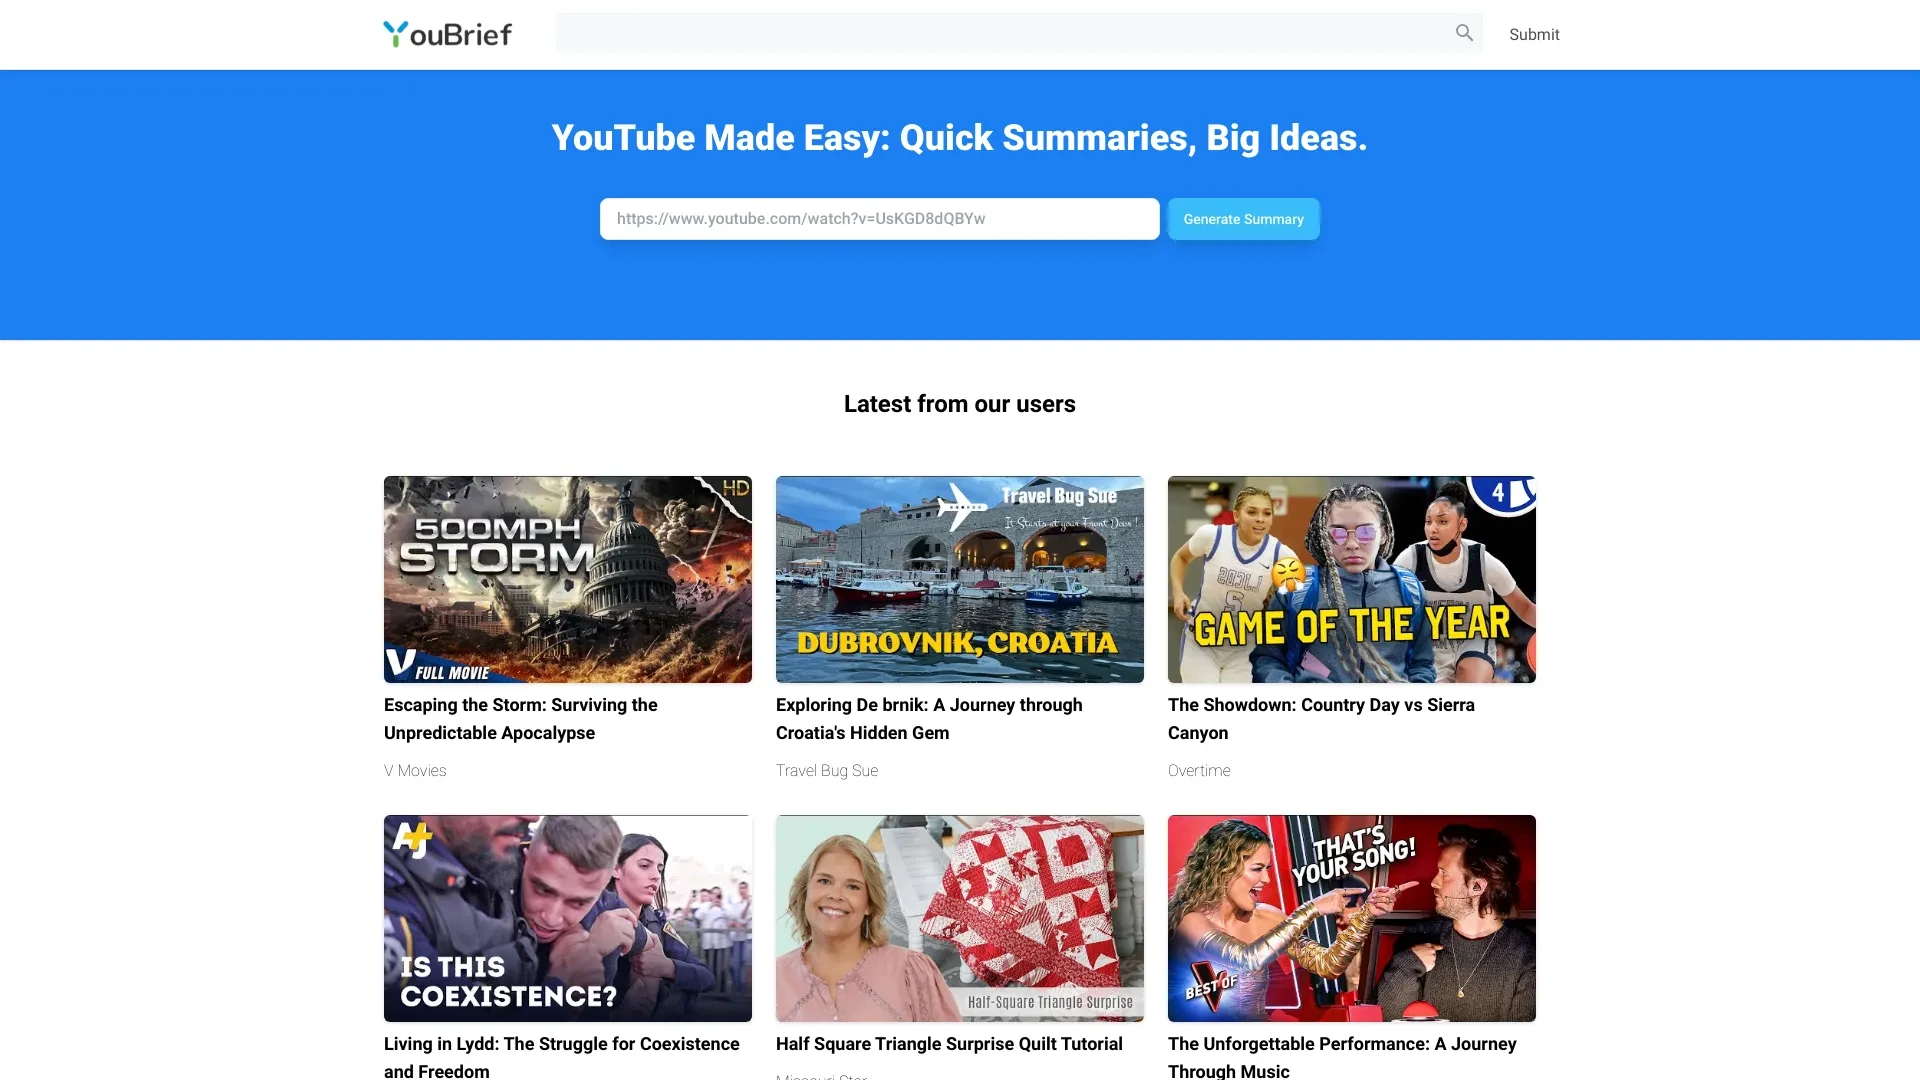 YouBrief
Submit
YouTube Made Easy: Quick Summaries, Big Ideas.
https://www.youtube.com/watch?v=UsKGD8dQBYw
Generate Summary
Latest from our users
HD
500MPH
STORM
V FULL MOVIE
Travel Bug Sue
It Starts at your Front Door!
DUBROVNIK, CROATIA
4
GAME OF THE YEAR
Escaping the Storm: Surviving the
Unpredictable Apocalypse
V Movies
Exploring De brnik: A Journey through
Croatia's Hidden Gem
Travel Bug Sue
The Showdown: Country Day vs Sierra
Canyon
Overtime
AJ+
IS THIS
COEXISTENCE?
Half-Square Triangle Surprise
THAT'S
YOUR SONG!
BEST OF
Living in Lydd: The Struggle for Coexistence
and Freedom
Half Square Triangle Surprise Quilt Tutorial
Missouri Star
The Unforgettable Performance: A Journey
Through Music